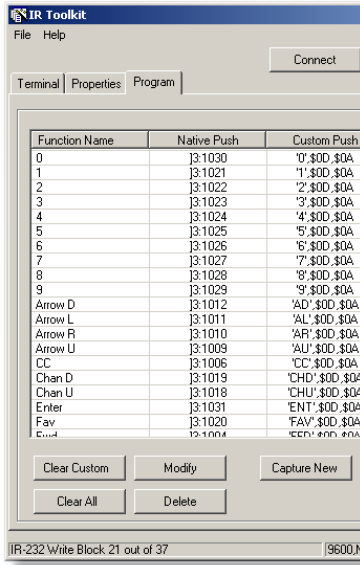 IR Toolkit
File Help
Connect
Terminal Properties Program
Function Name Native Push Custom Push
0 ]3:1030 '0',$0D,$0A
1 ]3:1021 '1',$0D,$0A
2 ]3:1022 '2',$0D,$0A
3 ]3:1023 '3',$0D,$0A
4 ]3:1024 '4',$0D,$0A
5 ]3:1025 '5',$0D,$0A
6 ]3:1026 '6',$0D,$0A
7 ]3:1027 '7',$0D,$0A
8 ]3:1028 '8',$0D,$0A
9 ]3:1029 '9',$0D,$0A
Arrow D ]3:1012 'AD',$0D,$0A
Arrow L ]3:1011 'AL',$0D,$0A
Arrow R ]3:1010 'AR',$0D,$0A
Arrow U ]3:1009 'AU',$0D,$0A
CC ]3:1006 'CC',$0D,$0A
Chan D ]3:1019 'CHD',$0D,$0A
Chan U ]3:1018 'CHU',$0D,$0A
Enter ]3:1031 'ENT',$0D,$0A
Fav ]3:1020 'FAV',$0D,$0A
Fwd ]3:1004
Clear Custom Modify Capture New
Clear All Delete
IR-232 Write Block 21 out of 37 9600,N